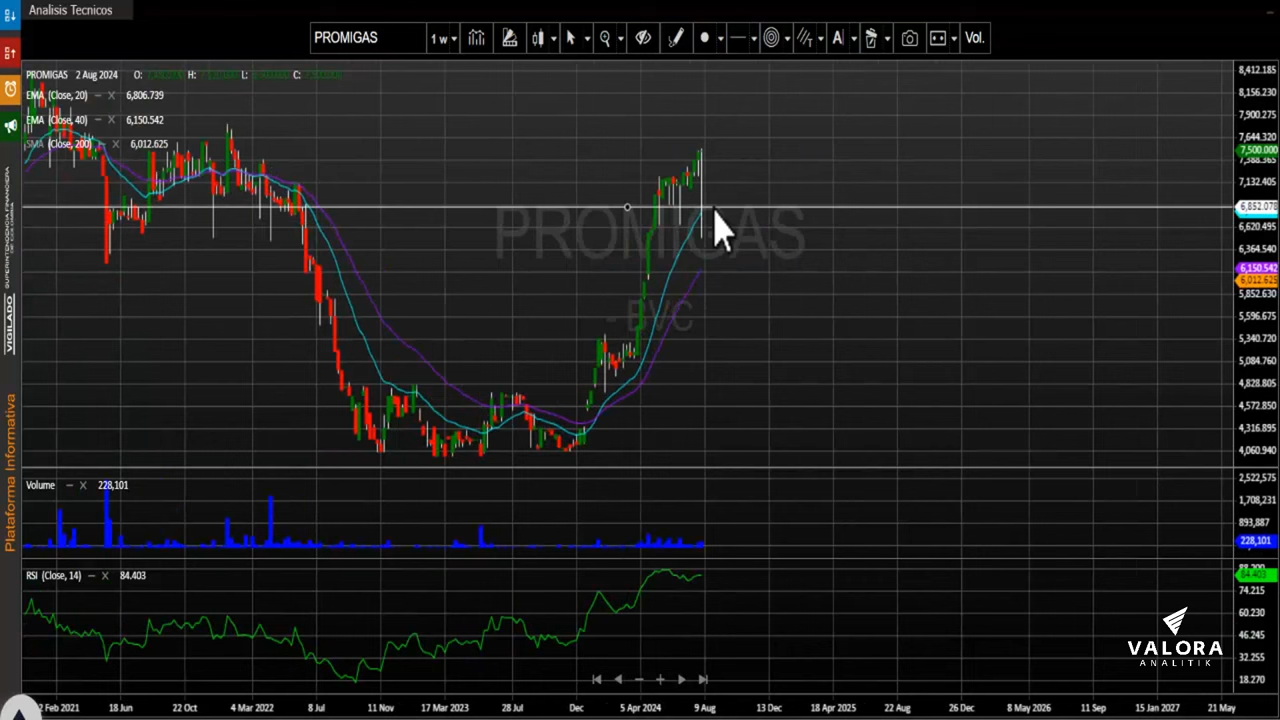 Analisis Tecnicos
PROMIGAS 1 w A Vol.
PROMIGAS 2 Aug 2024 O: H: L: C:
EMA (Close, 20) – X 6,806.739
EMA (Close, 40) – X 6,150.542
SMA (Close, 200) – X 6,012.625
8,412.185
8,156.230
7,900.275
7,644.320
7,500.000
7,388.365
7,132.405
6,852.078
6,620.495
6,364.540
6,150.542
6,012.625
5,852.630
5,596.675
5,340.720
5,084.760
4,828.805
4,572.850
4,316.895
4,060.940
PROMIGAS
- BVC
Volume – X 228,101
2,522,575
1,708,231
893,887
228,101
RSI (Close, 14) – X 84.403
88.200
84.403
74.215
60.230
46.245
32.255
18.270
2 Feb 2021 18 Jun 22 Oct 4 Mar 2022 8 Jul 11 Nov 17 Mar 2023 28 Jul Dec 5 Apr 2024 9 Aug 13 Dec 18 Apr 2025 22 Aug 26 Dec 8 May 2026 11 Sep 15 Jan 2027 21 May
VIGILADO
Plataforma Informativa
VALORA
ANALITIK